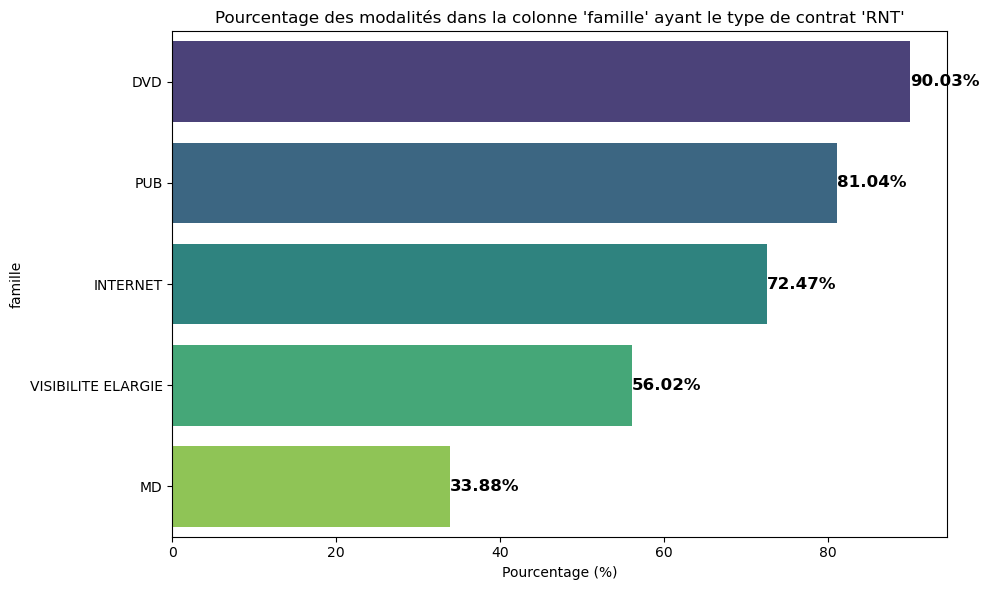 Pourcentage des modalités dans la colonne 'famille' ayant le type de contrat 'RNT'
famille
DVD
90.03%
PUB
81.04%
INTERNET
72.47%
VISIBILITE ELARGIE
56.02%
MD
33.88%
0
20
40
60
80
Pourcentage (%)